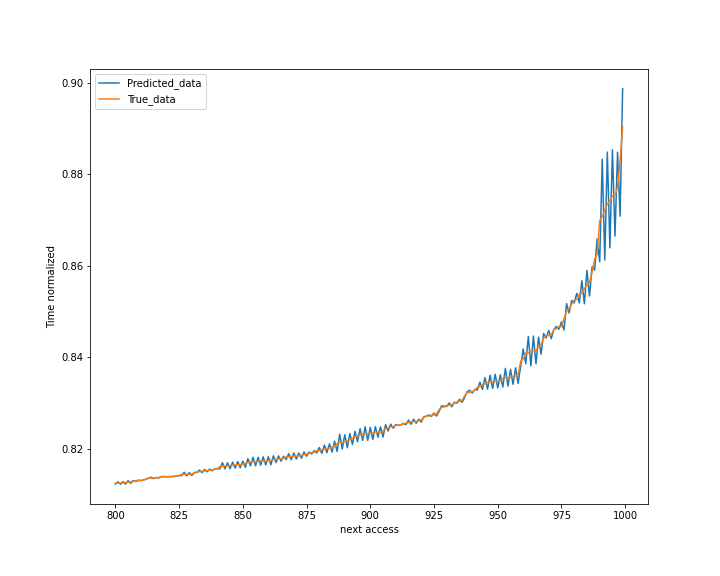 Predicted_data
True_data
0.90
0.88
0.86
0.84
0.82
Time normalized
800 825 850 875 900 925 950 975 1000
next access